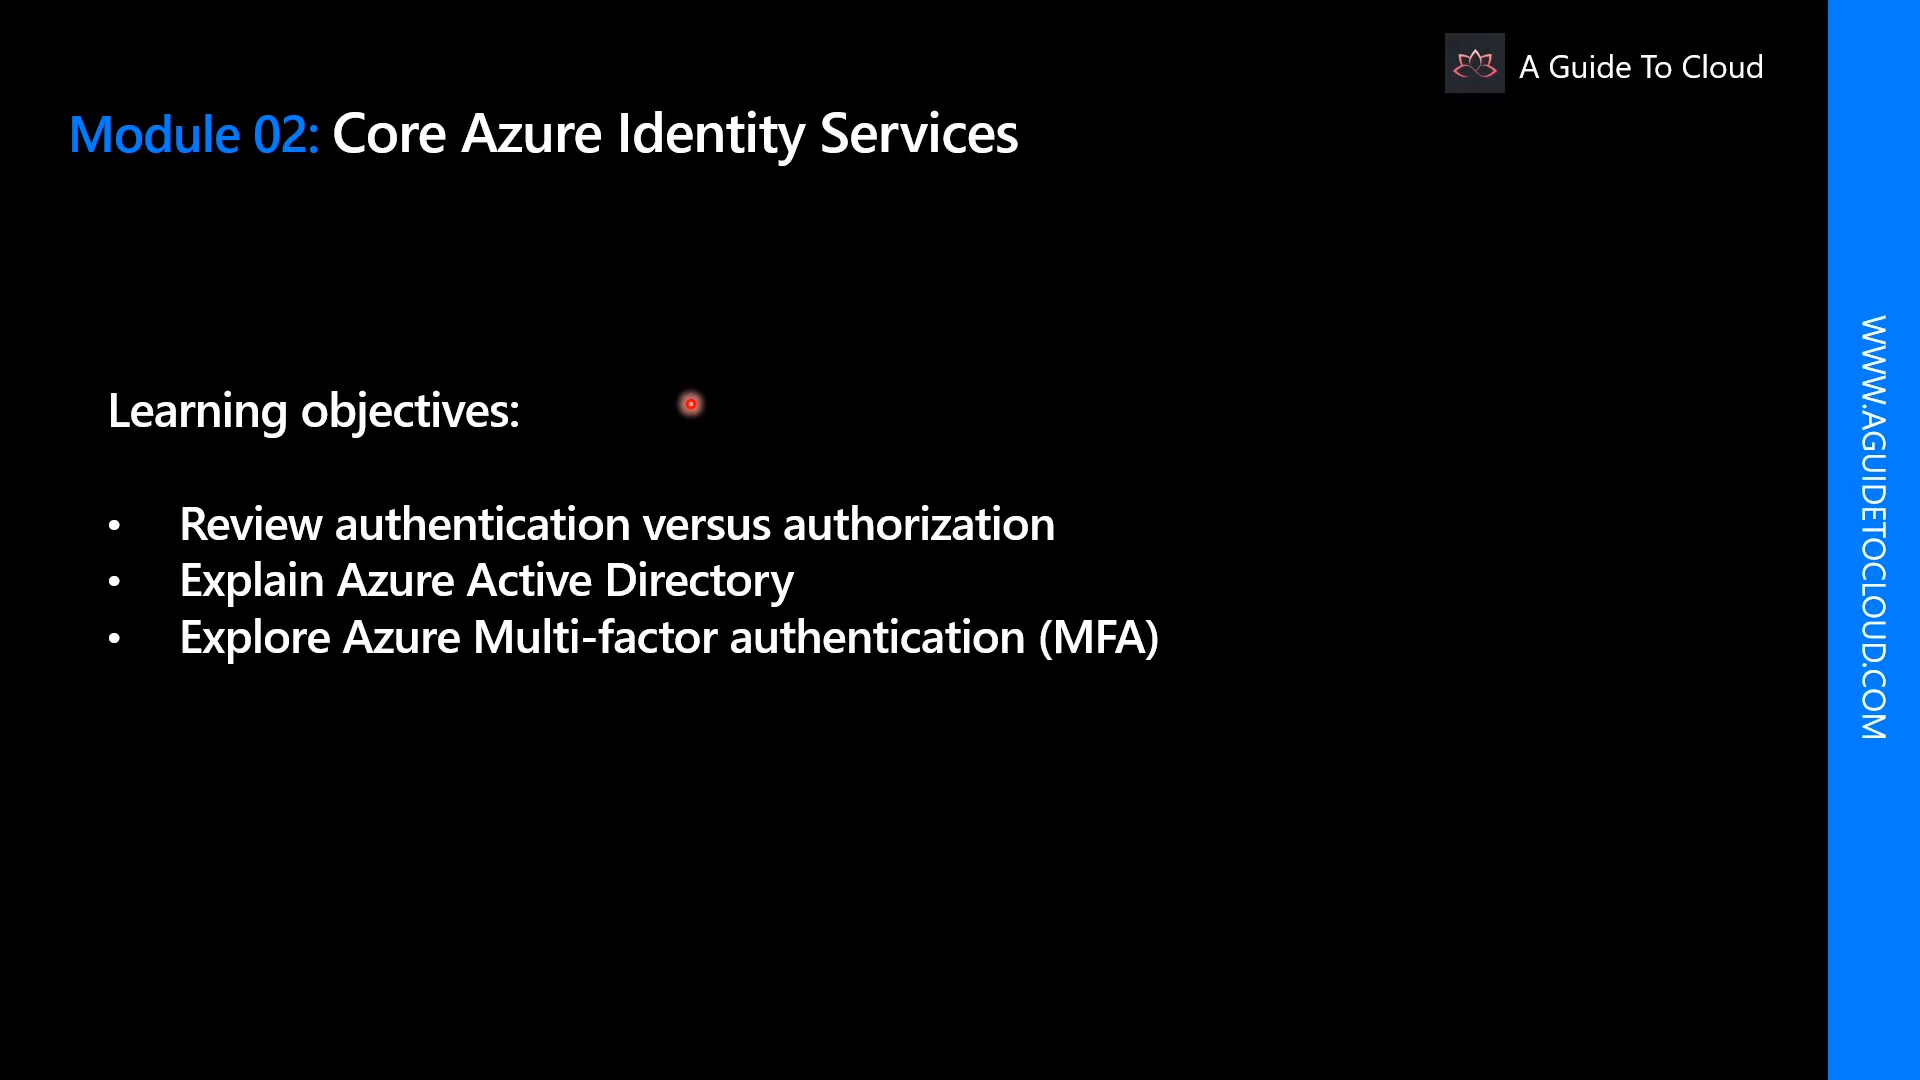 A Guide To Cloud
Module 02: Core Azure Identity Services
Learning objectives:
• Review authentication versus authorization
• Explain Azure Active Directory
• Explore Azure Multi-factor authentication (MFA)
WWW.AGUIDETOCLOUD.COM